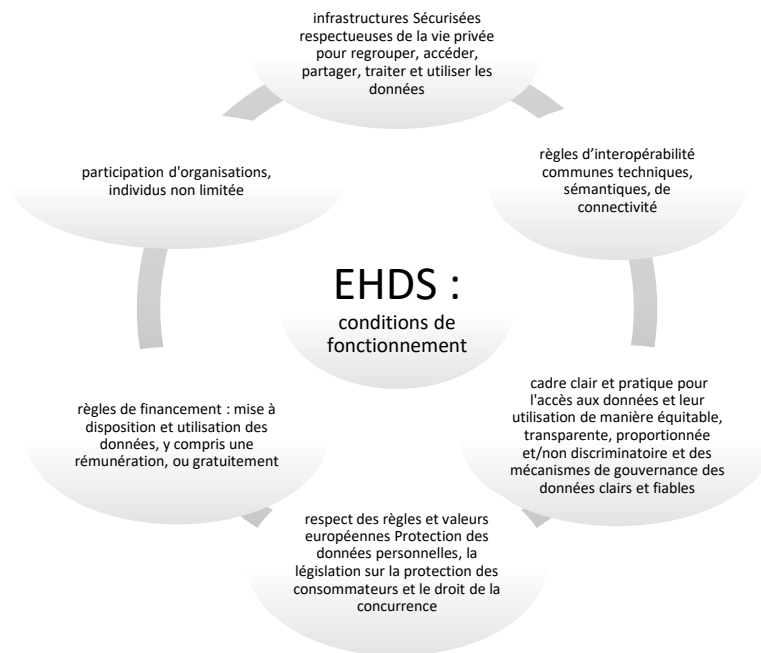 infrastructures Sécurisées
respectueuses de la vie privée
pour regrouper, accéder,
partager, traiter et utiliser les
données
règles d’interopérabilité
communes techniques,
sémantiques, de
connectivité
cadre clair et pratique pour
l'accès aux données et leur
utilisation de manière équitable,
transparente, proportionnée
et/non discriminatoire et des
mécanismes de gouvernance des
données clairs et fiables
respect des règles et valeurs
européennes Protection des
données personnelles, la
législation sur la protection des
consommateurs et le droit de la
concurrence
règles de financement : mise à
disposition et utilisation des
données, y compris une
rémunération, ou gratuitement
participation d'organisations,
individus non limitée
EHDS :
conditions de
fonctionnement